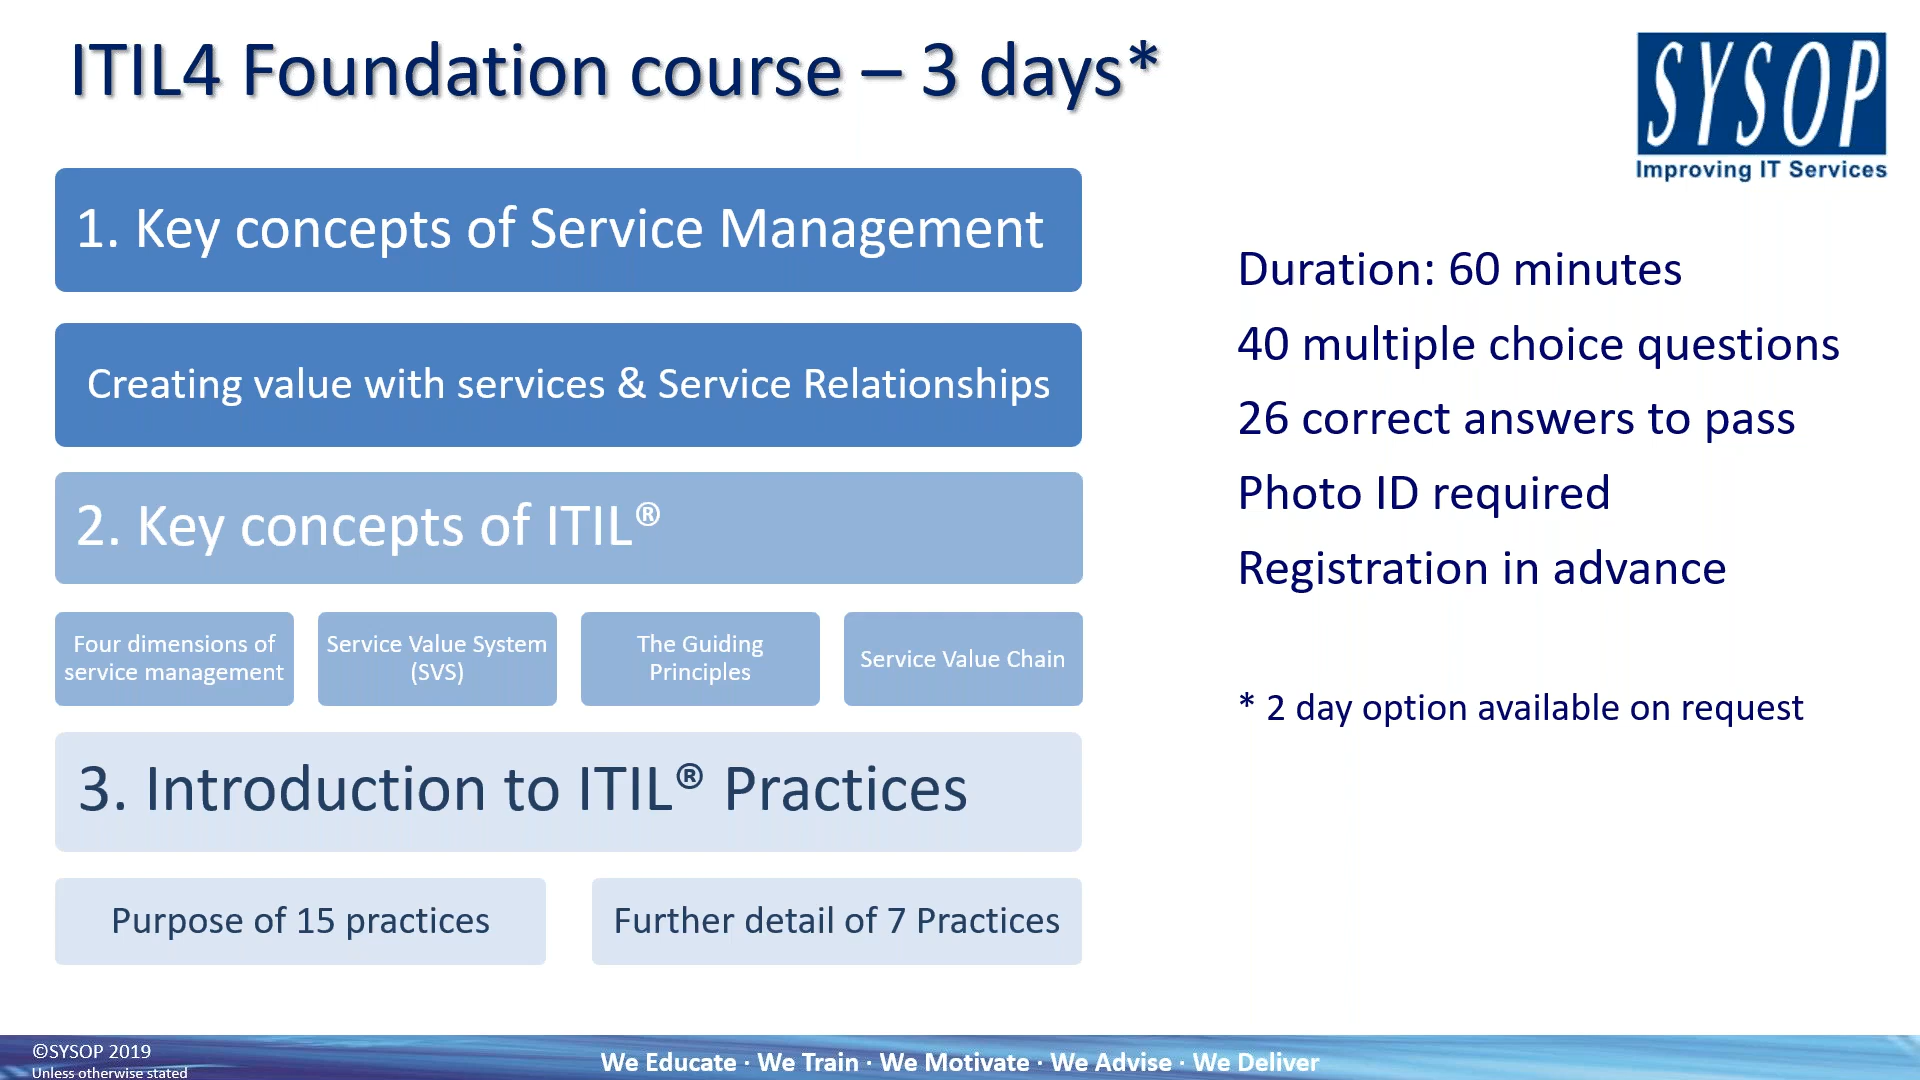 ITIL4 Foundation course – 3 days*
SYSOP
Improving IT Services
1. Key concepts of Service Management
Creating value with services & Service Relationships
2. Key concepts of ITIL®
Four dimensions of
service management
Service Value System
(SVS)
The Guiding
Principles
Service Value Chain
3. Introduction to ITIL® Practices
Purpose of 15 practices
Further detail of 7 Practices
Duration: 60 minutes
40 multiple choice questions
26 correct answers to pass
Photo ID required
Registration in advance
* 2 day option available on request
©SYSOP 2019
Unless otherwise stated
We Educate · We Train · We Motivate · We Advise · We Deliver